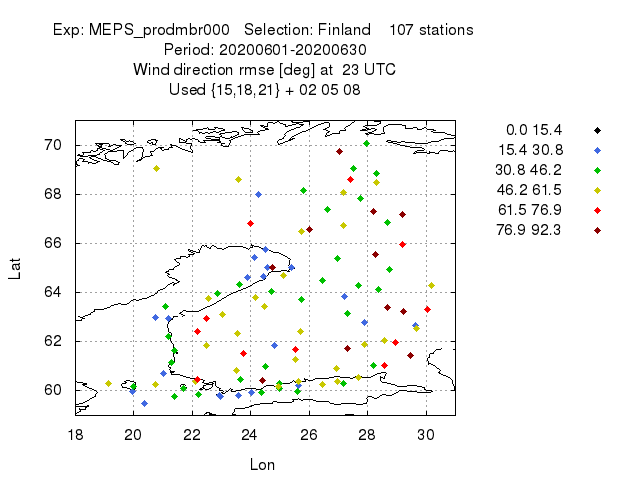 Exp: MEPS_prodmbr000 Selection: Finland 107 stations
Period: 20200601-20200630
Wind direction rmse [deg] at 23 UTC
Used {15,18,21} + 02 05 08
0.0 15.4
15.4 30.8
30.8 46.2
46.2 61.5
61.5 76.9
76.9 92.3
Lat
70
68
66
64
62
60
18 20 22 24 26 28 30
Lon